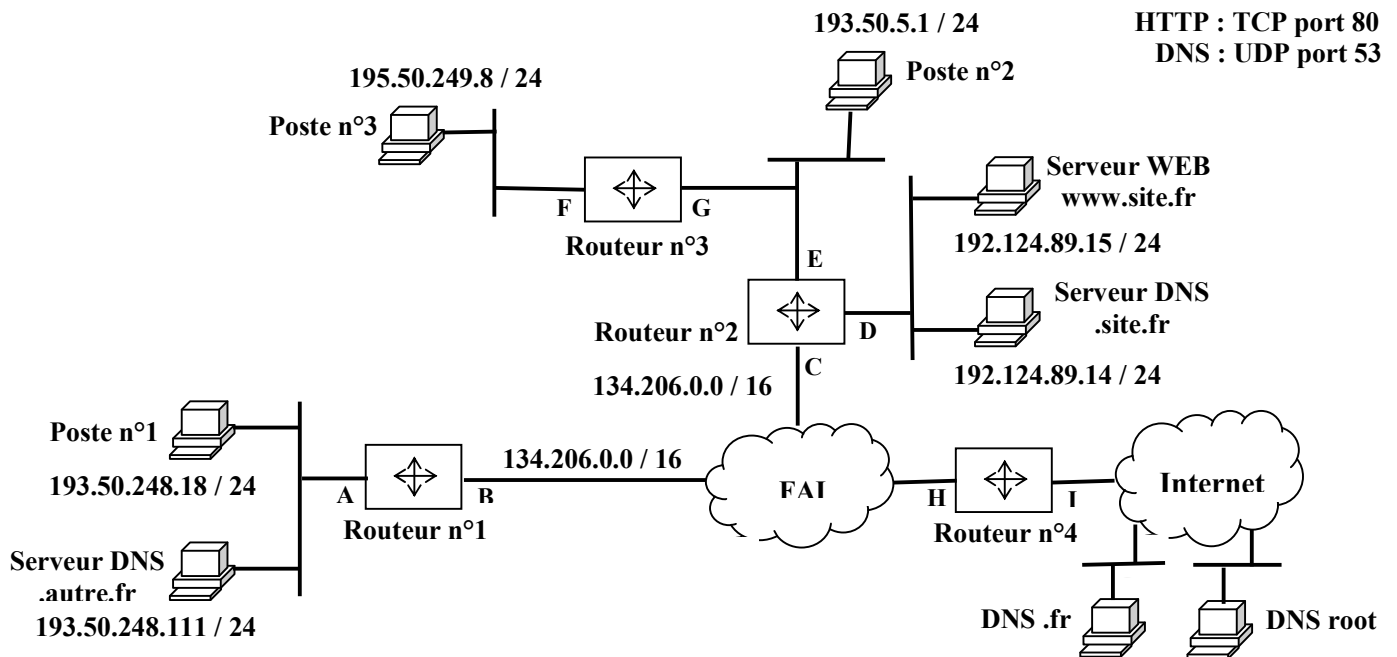 193.50.5.1 / 24
HTTP : TCP port 80
DNS : UDP port 53
195.50.249.8 / 24
Poste n°2
Poste n°3
Serveur WEB
www.site.fr
F
G
Routeur n°3
192.124.89.15 / 24
E
Serveur DNS
.site.fr
Routeur n°2
D
C
192.124.89.14 / 24
134.206.0.0 / 16
Poste n°1
134.206.0.0 / 16
193.50.248.18 / 24
A
B
FAI
H
I
Internet
Routeur n°1
Routeur n°4
Serveur DNS
.autre.fr
193.50.248.111 / 24
DNS .fr
DNS root